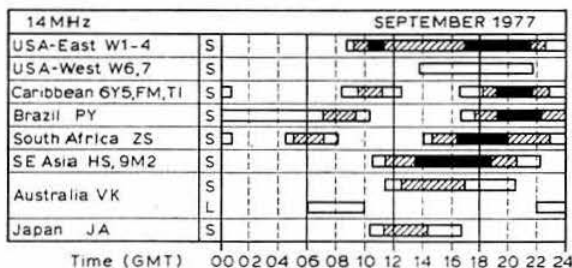 14MHz SEPTEMBER 1977
USA-East W1-4 S
USA-West W6,7 S
Caribbean 6Y5,FM,TI S
Brazil PY S
South Africa ZS S
SE Asia HS, 9M2 S
Australia VK S
L
Japan JA S
Time (GMT) 00 02 04 06 08 10 12 14 16 18 20 22 24